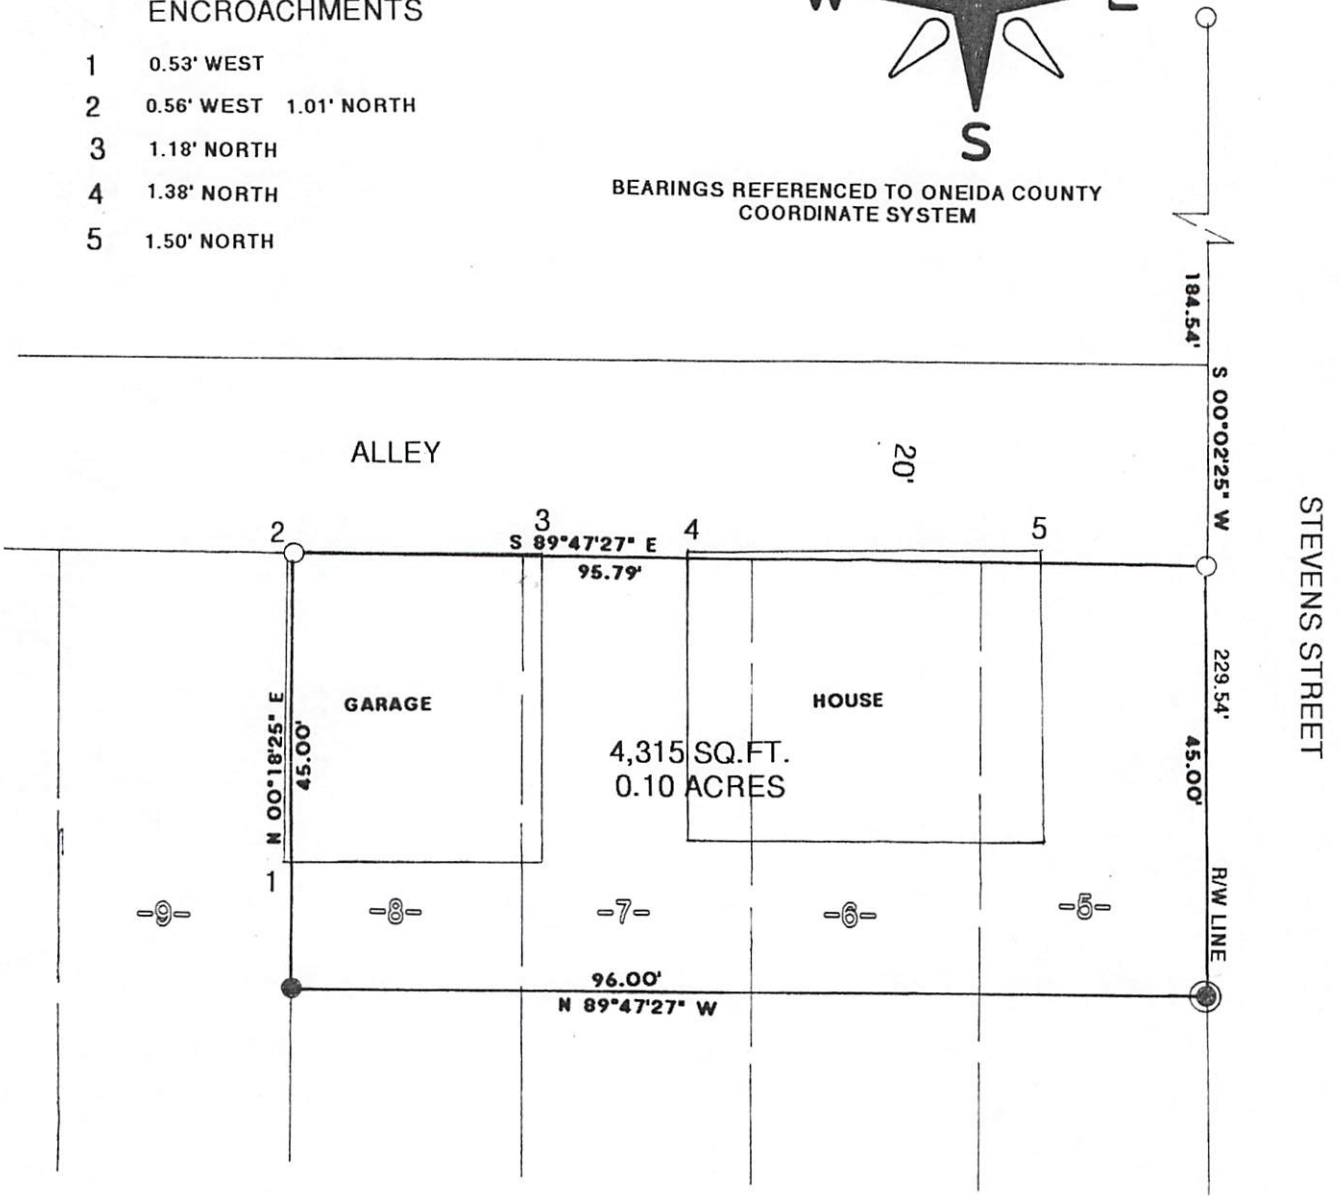 ENCROACHMENTS
1 0.53' WEST
2 0.56' WEST 1.01' NORTH
3 1.18' NORTH
4 1.38' NORTH
5 1.50' NORTH
W E
S
BEARINGS REFERENCED TO ONEIDA COUNTY
COORDINATE SYSTEM
184.54'
S 00°02'25" W
ALLEY
20'
2
3
4
5
S 89°47'27" E
95.79'
STEVENS STREET
GARAGE
HOUSE
N 00°18'25" E
45.00'
4,315 SQ.FT.
0.10 ACRES
229.54'
45.00'
R/W LINE
1
-9-
-8-
-7-
-6-
-5-
96.00'
N 89°47'27" W